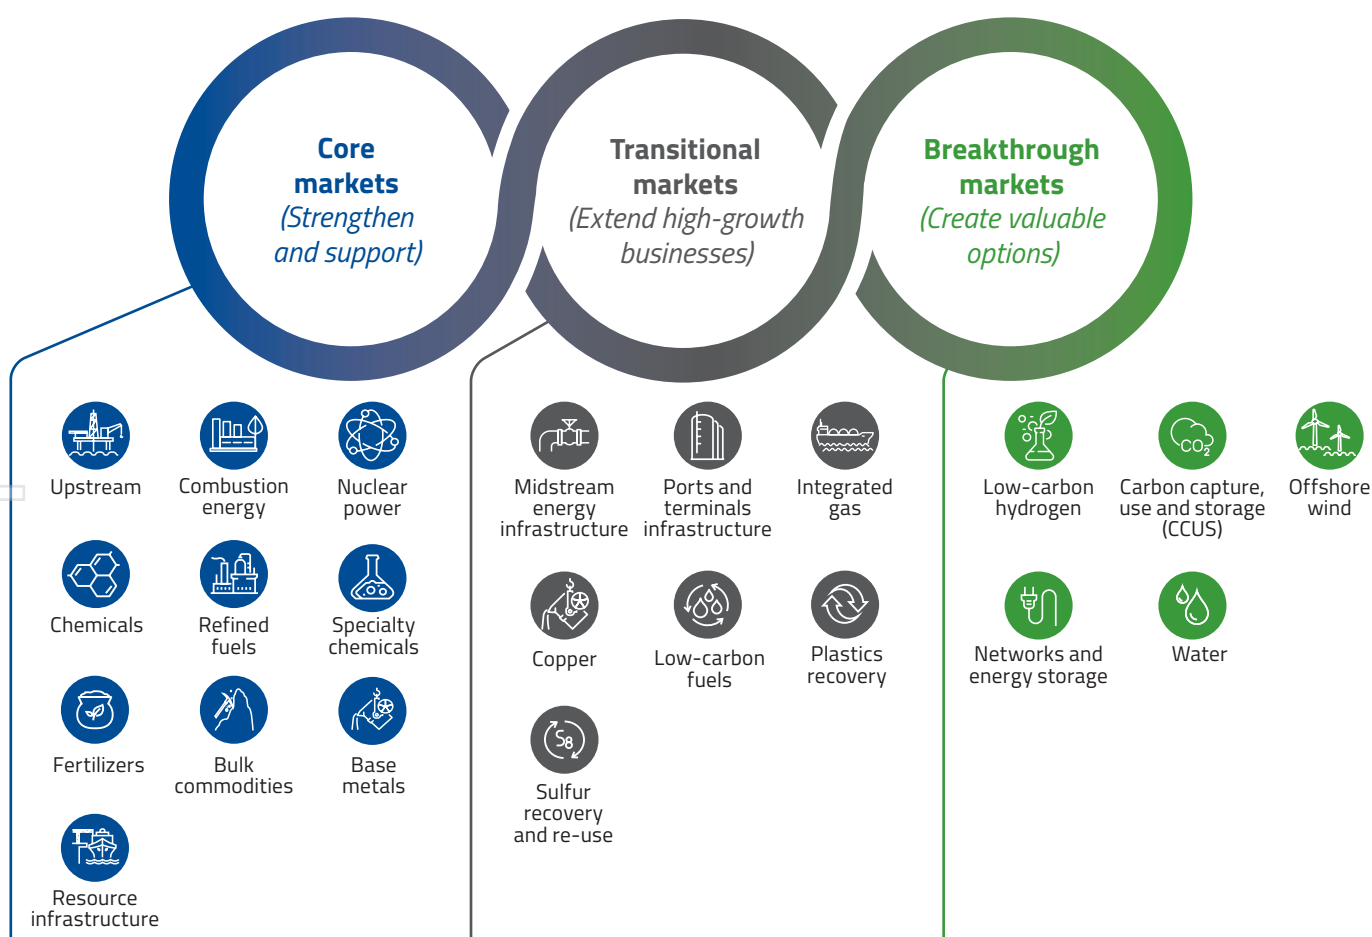 Core
markets
(Strengthen
and support)
Transitional
markets
(Extend high-growth
businesses)
Breakthrough
markets
(Create valuable
options)
Upstream
Combustion
energy
Nuclear
power
Chemicals
Refined
fuels
Specialty
chemicals
Fertilizers
Bulk
commodities
Base
metals
Resource
infrastructure
Midstream
energy
infrastructure
Ports and
terminals
infrastructure
Integrated
gas
Copper
Low-carbon
fuels
Plastics
recovery
S8
Sulfur
recovery
and re-use
Low-carbon
hydrogen
CO2
Carbon capture,
use and storage
(CCUS)
Offshore
wind
Networks and
energy storage
Water